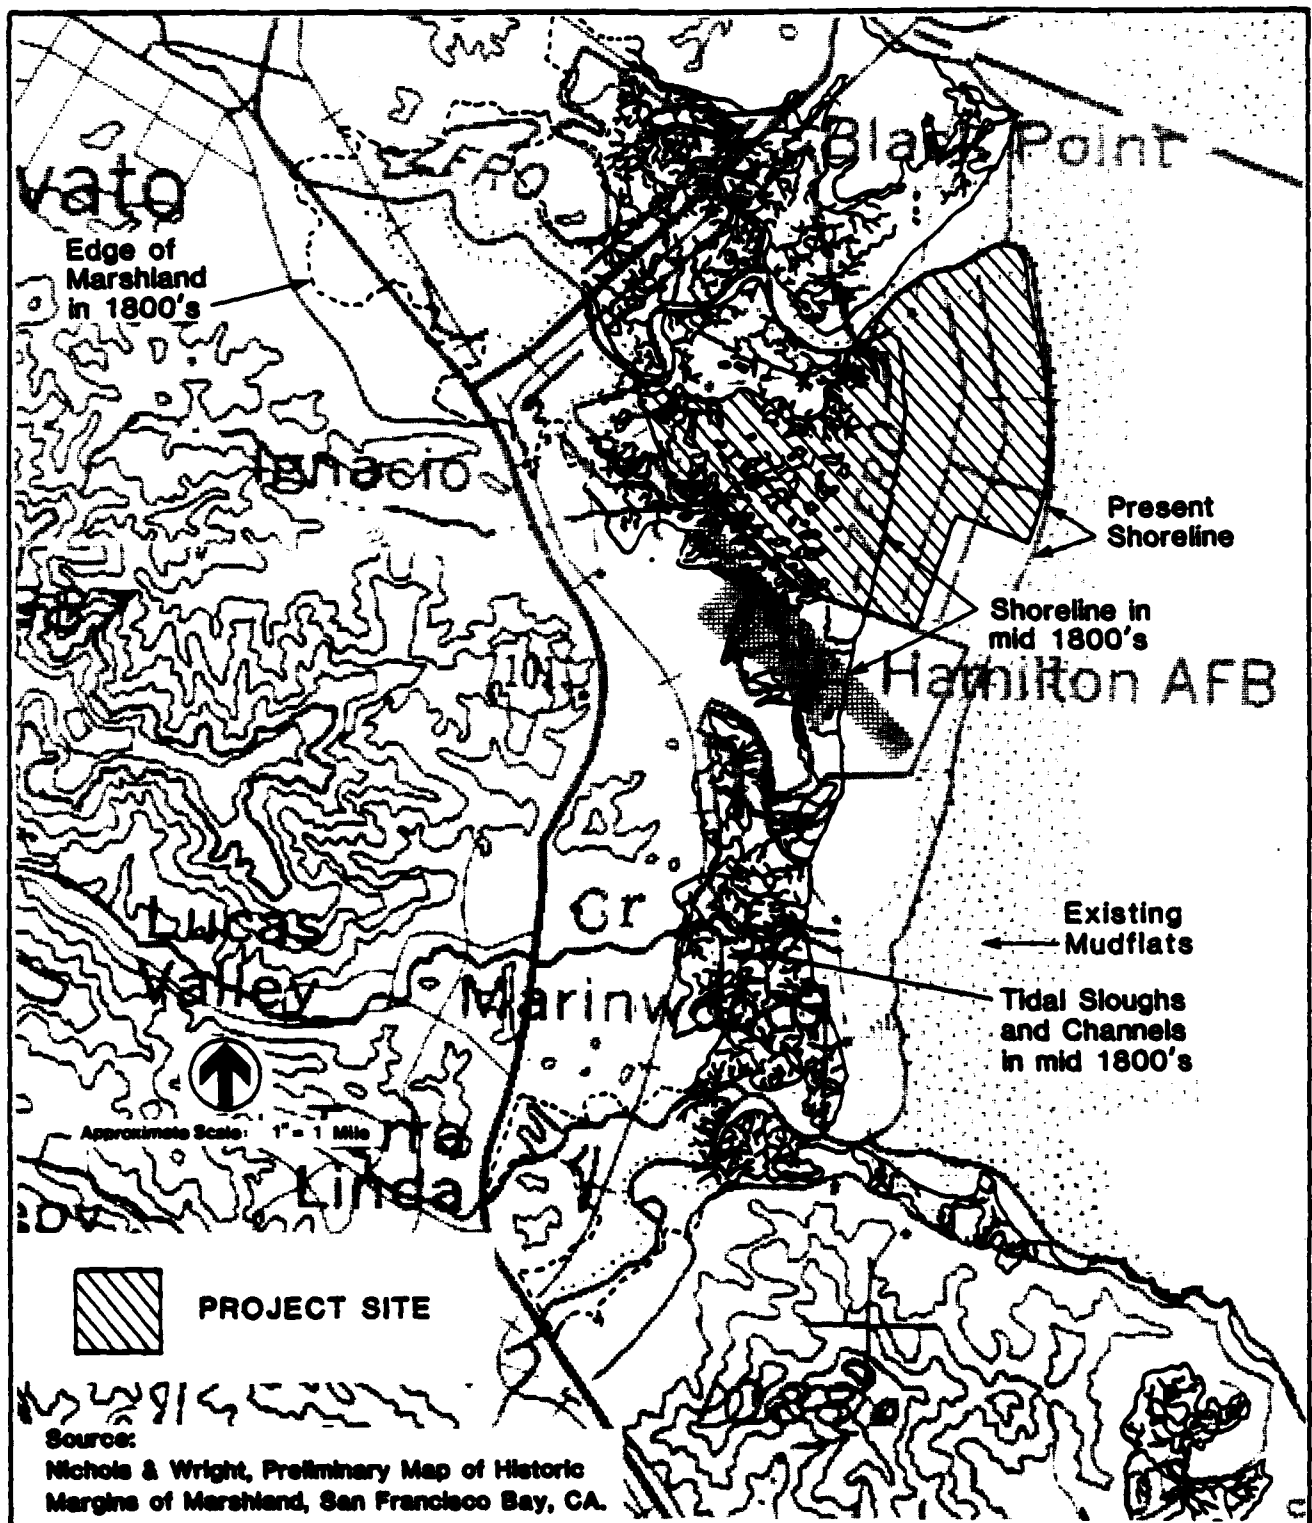 Black Point
vato
Edge of
Marshland
in 1800's
Ignacio
Present
Shoreline
Shoreline in
mid 1800's
Hamilton AFB
Lucas
Valley
Cr
Existing
Mudflats
Marinw
Tidal Sloughs
and Channels
in mid 1800's
Approximate Scale: 1" = 1 Mile
Linda
PROJECT SITE
Source:
Nichols & Wright, Preliminary Map of Historic
Margins of Marshland, San Francisco Bay, CA.